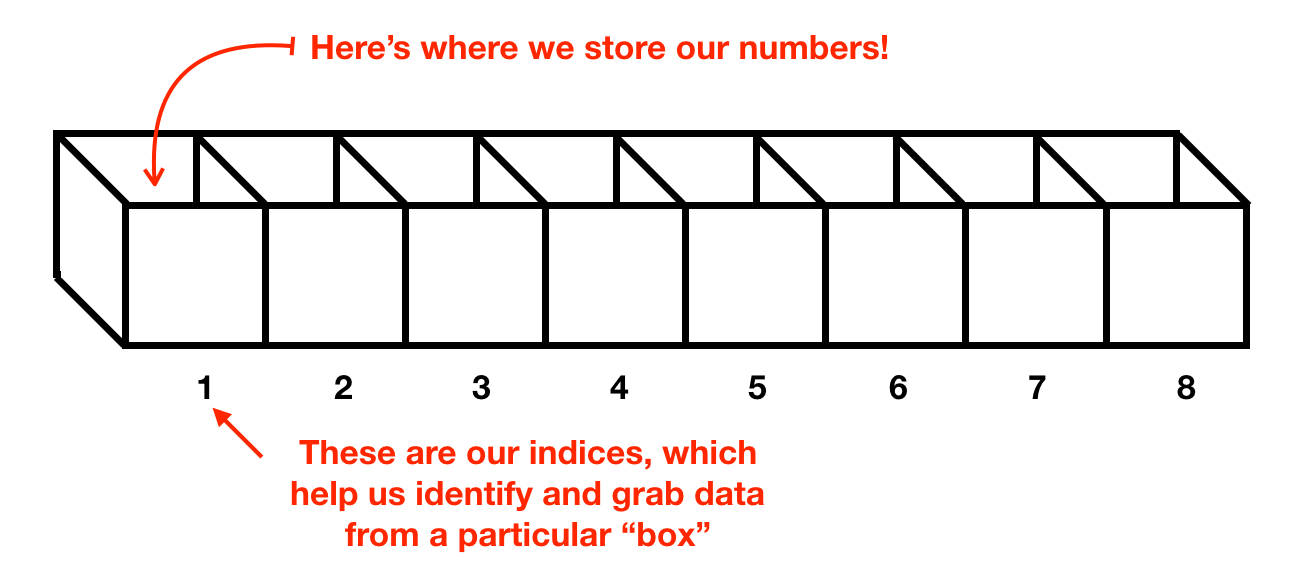 Here’s where we store our numbers!
1 2 3 4 5 6 7 8
These are our indices, which
help us identify and grab data
from a particular “box”